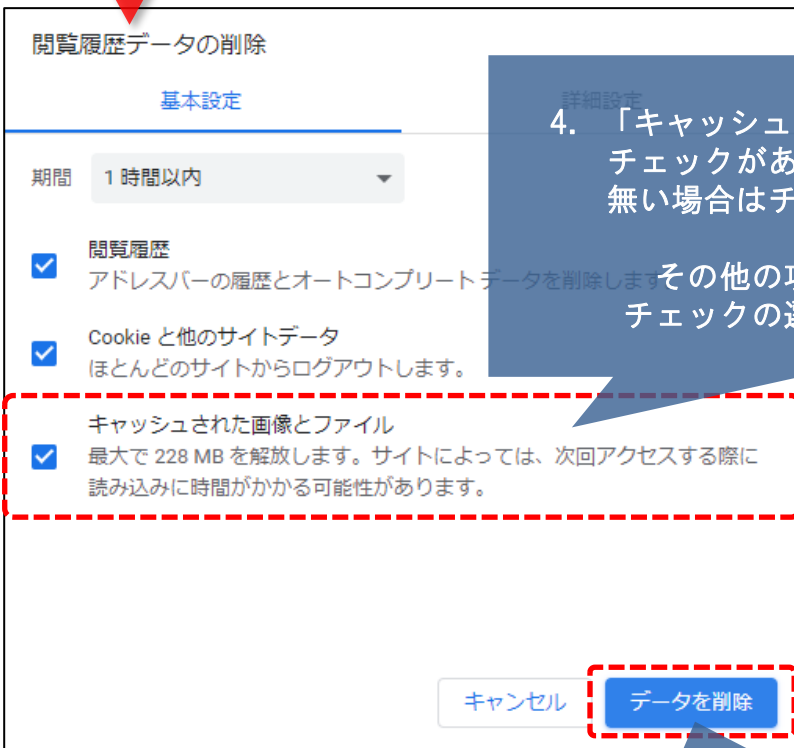 閲覧履歴データの削除
基本設定
詳細設定
4. 「キャッシュ
チェックがあ
無い場合はチ
その他の
チェックの
期間 1 時間以内
閲覧履歴
アドレスバーの履歴とオートコンプリート データを削除します
Cookie と他のサイトデータ
ほとんどのサイトからログアウトします。
キャッシュされた画像とファイル
最大で 228 MB を解放します。サイトによっては、次回アクセスする際に
読み込みに時間がかかる可能性があります。
キャンセル
データを削除